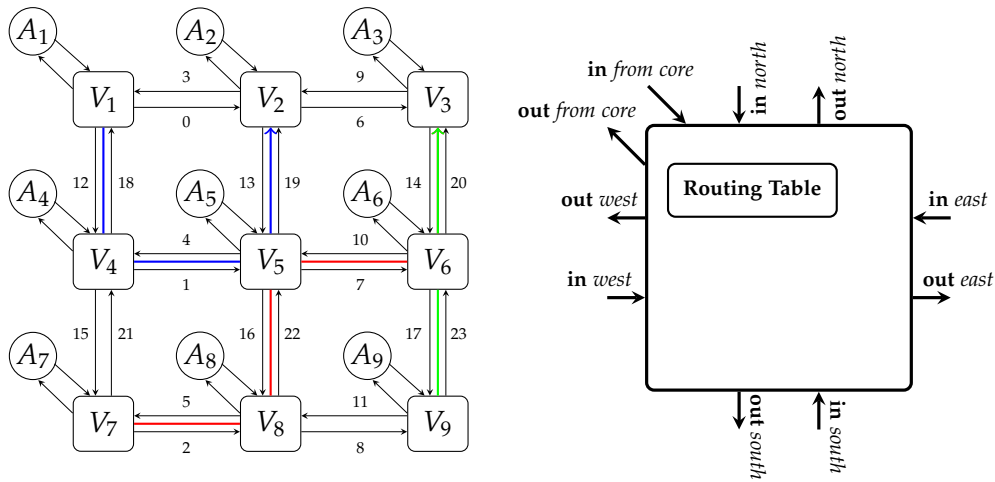 A1 A2 A3
V1 3 0 V2 9 6 V3
12 18 13 19 14 20
A4 A5 A6
V4 4 1 V5 10 7 V6
15 21 16 22 17 23
A7 A8 A9
V7 5 2 V8 11 8 V9
in from core
out from core
in north
out north
Routing Table
out west
in east
in west
out east
out south
in south